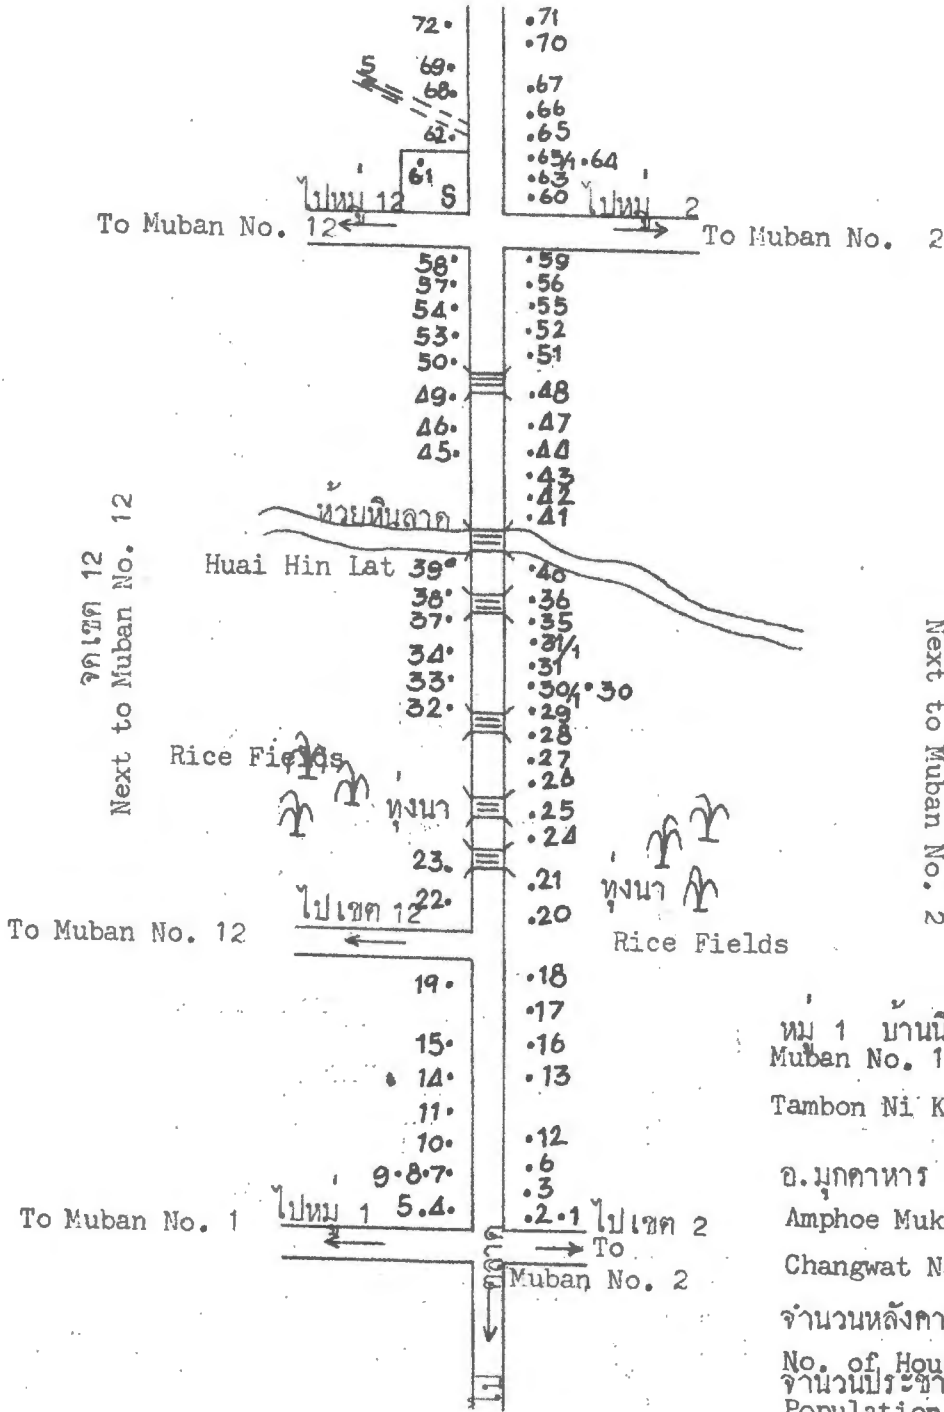 72. .71
.70
5 69.
68. .67
.66
62. .65
.65/1 .64
61 .63
S .60
ไปหมู่ 12 ไปหมู่ 2
To Muban No. 12 To Muban No. 2
58. .59
57. .56
54. .55
53. .52
50. .51
49. .48
46. .47
45. .44
.43
.42
ห้วยหินลาด .41
Huai Hin Lat 39. .40
38. .36
37. .35
.31/1
34. .31
33. .30/1 .30
32. .29
.28
Rice Fields .27
.26
ทุ่งนา .25
.24
23. .21
ทุ่งนา
22. .20
ไปเขต 12
To Muban No. 12
Rice Fields
19. .18
.17
15. .16
14. .13
11.
10. .12
9.8.7. .6
.3
5.4. .2.1
ไปหมู่ 1 ไปเขต 2
To Muban No. 1 To
Muban No. 2
จดเขต 12
Next to Muban No. 12
Next to Muban No. 2
หมู่ 1
Muban No. 1
Tambon Ni
อ.มุกดาหาร
Amphoe Muk
Changwat N
จำนวนหลังคา
No. of Hou
จำนวนประชา
Population